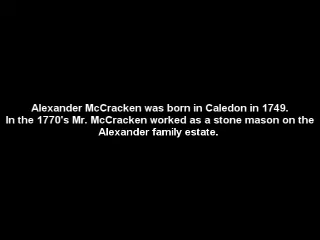 Alexander McCracken was born in Caledon in 1749.
In the 1770's Mr. McCracken worked as a stone mason on the
Alexander family estate.